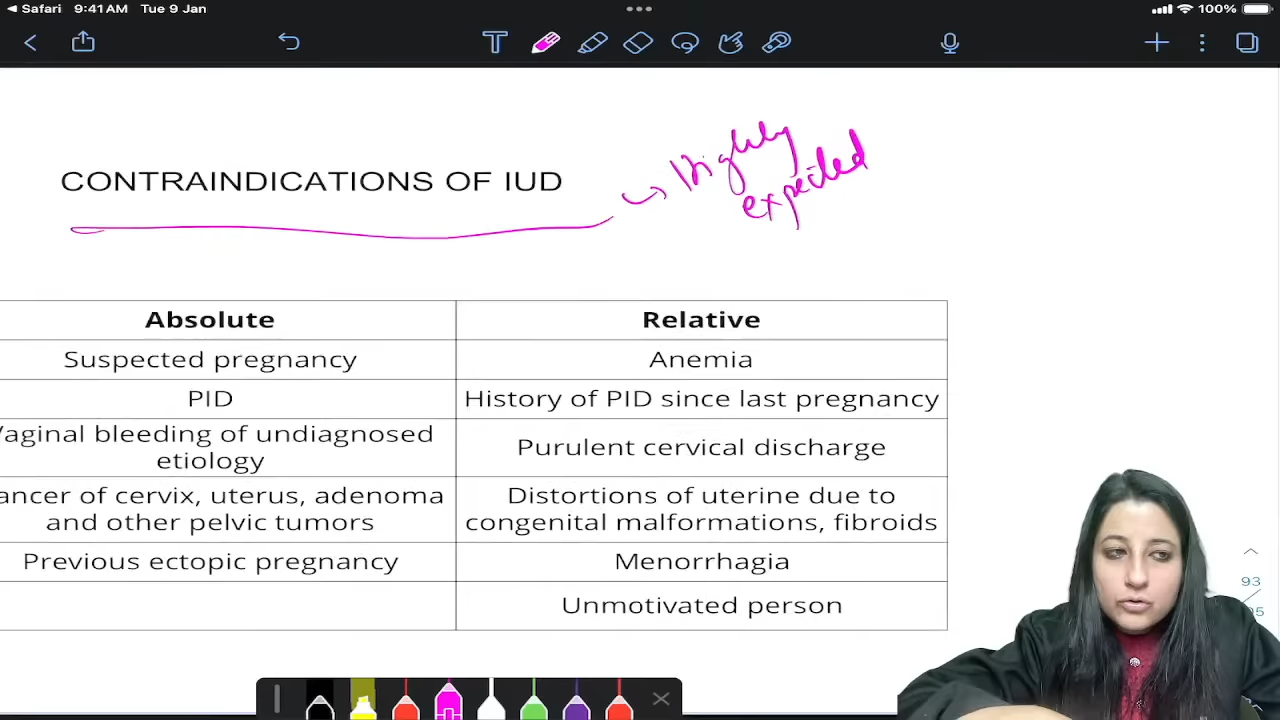 Safari 9:41 AM Tue 9 Jan 100%
T
CONTRAINDICATIONS OF IUD
Highly
expected
Absolute Relative
Suspected pregnancy Anemia
PID History of PID since last pregnancy
Vaginal bleeding of undiagnosed
etiology
Purulent cervical discharge
ancer of cervix, uterus, adenoma
and other pelvic tumors
Distortions of uterine due to
congenital malformations, fibroids
Previous ectopic pregnancy Menorrhagia
Unmotivated person
93